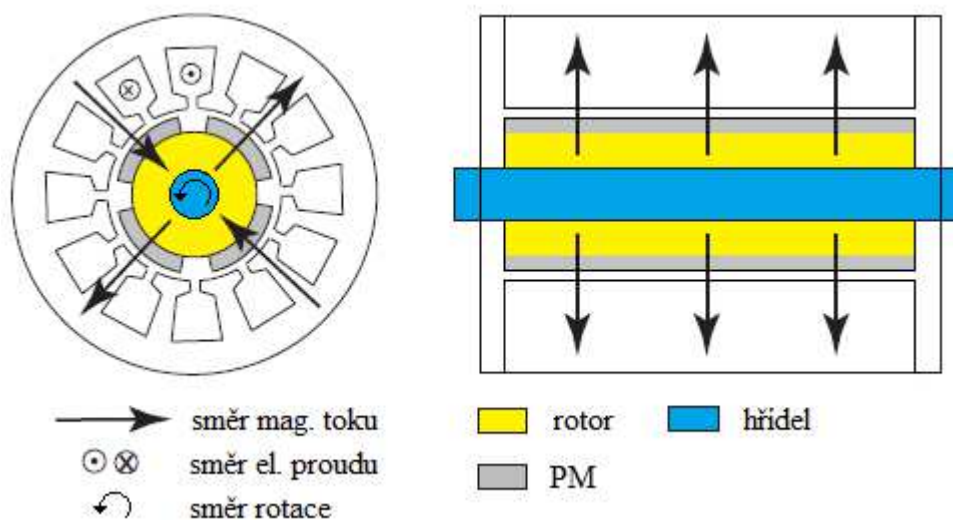 směr mag. toku
směr el. proudu
směr rotace
rotor
hřídel
PM